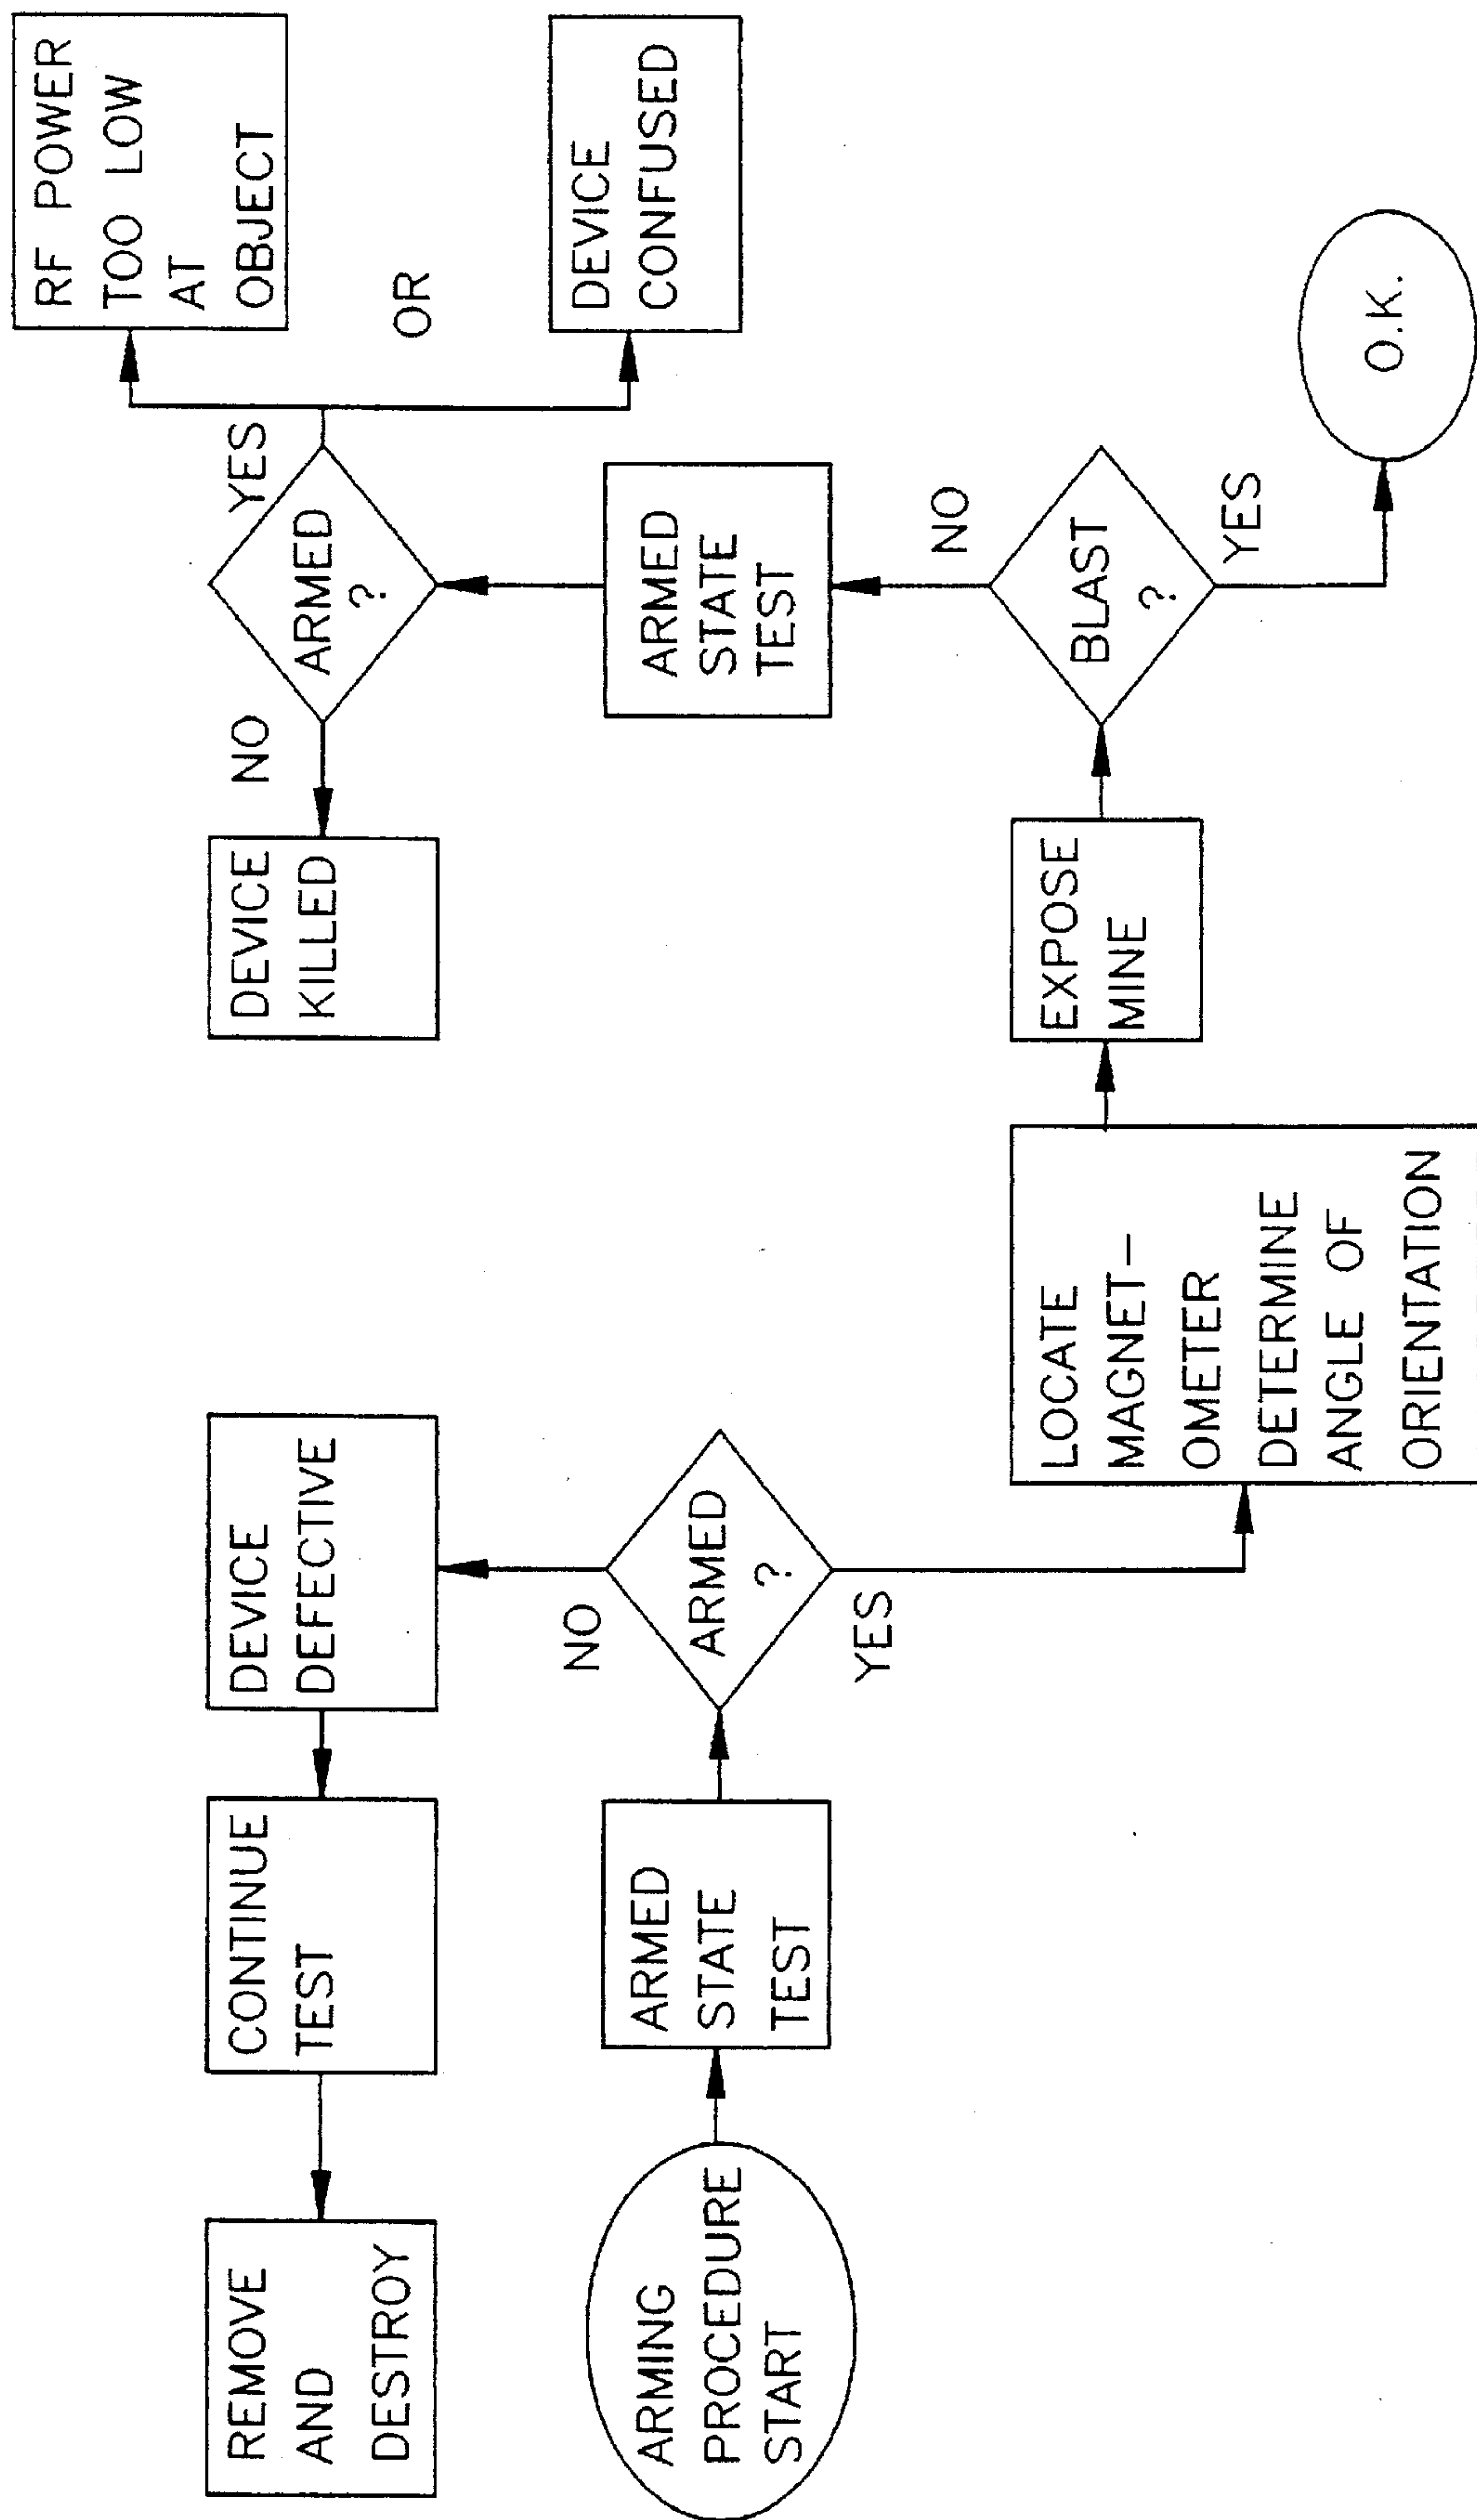 REMOVE
AND
DESTROY
CONTINUE
TEST
DEVICE
DEFECTIVE
ARMING
PROCEDURE
START
ARMED
STATE
TEST
NO
ARMED
?
YES
LOCATE
MAGNET—
OMETER
DETERMINE
ANGLE OF
ORIENTATION
EXPOSE
MINE
BLAST
?
YES
O.K.
NO
ARMED
STATE
TEST
ARMED
?
NO
DEVICE
KILLED
YES
RF POWER
TOO LOW
AT
OBJECT
OR
DEVICE
CONFUSED